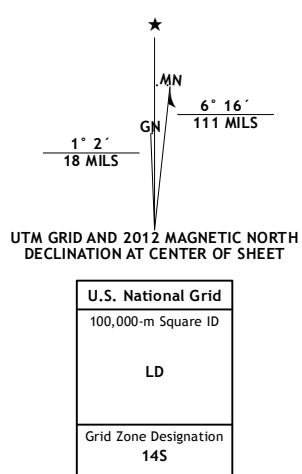 ★
MN
6° 16´
111 MILS
GN
1° 2´
18 MILS
UTM GRID AND 2012 MAGNETIC NORTH
DECLINATION AT CENTER OF SHEET
U.S. National Grid
100,000-m Square ID
LD
Grid Zone Designation
14S